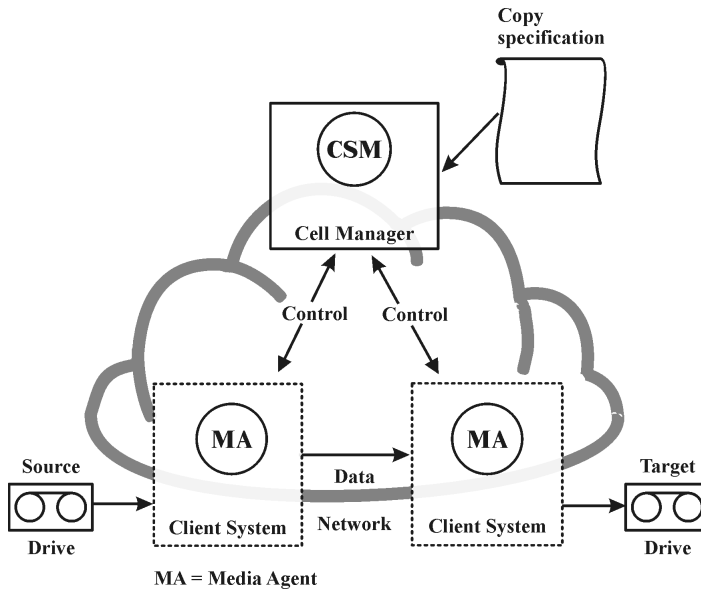 Copy
specification
CSM
Cell Manager
Control
Control
MA
MA
Source
Data
Target
Client System
Network
Client System
Drive
Drive
MA = Media Agent